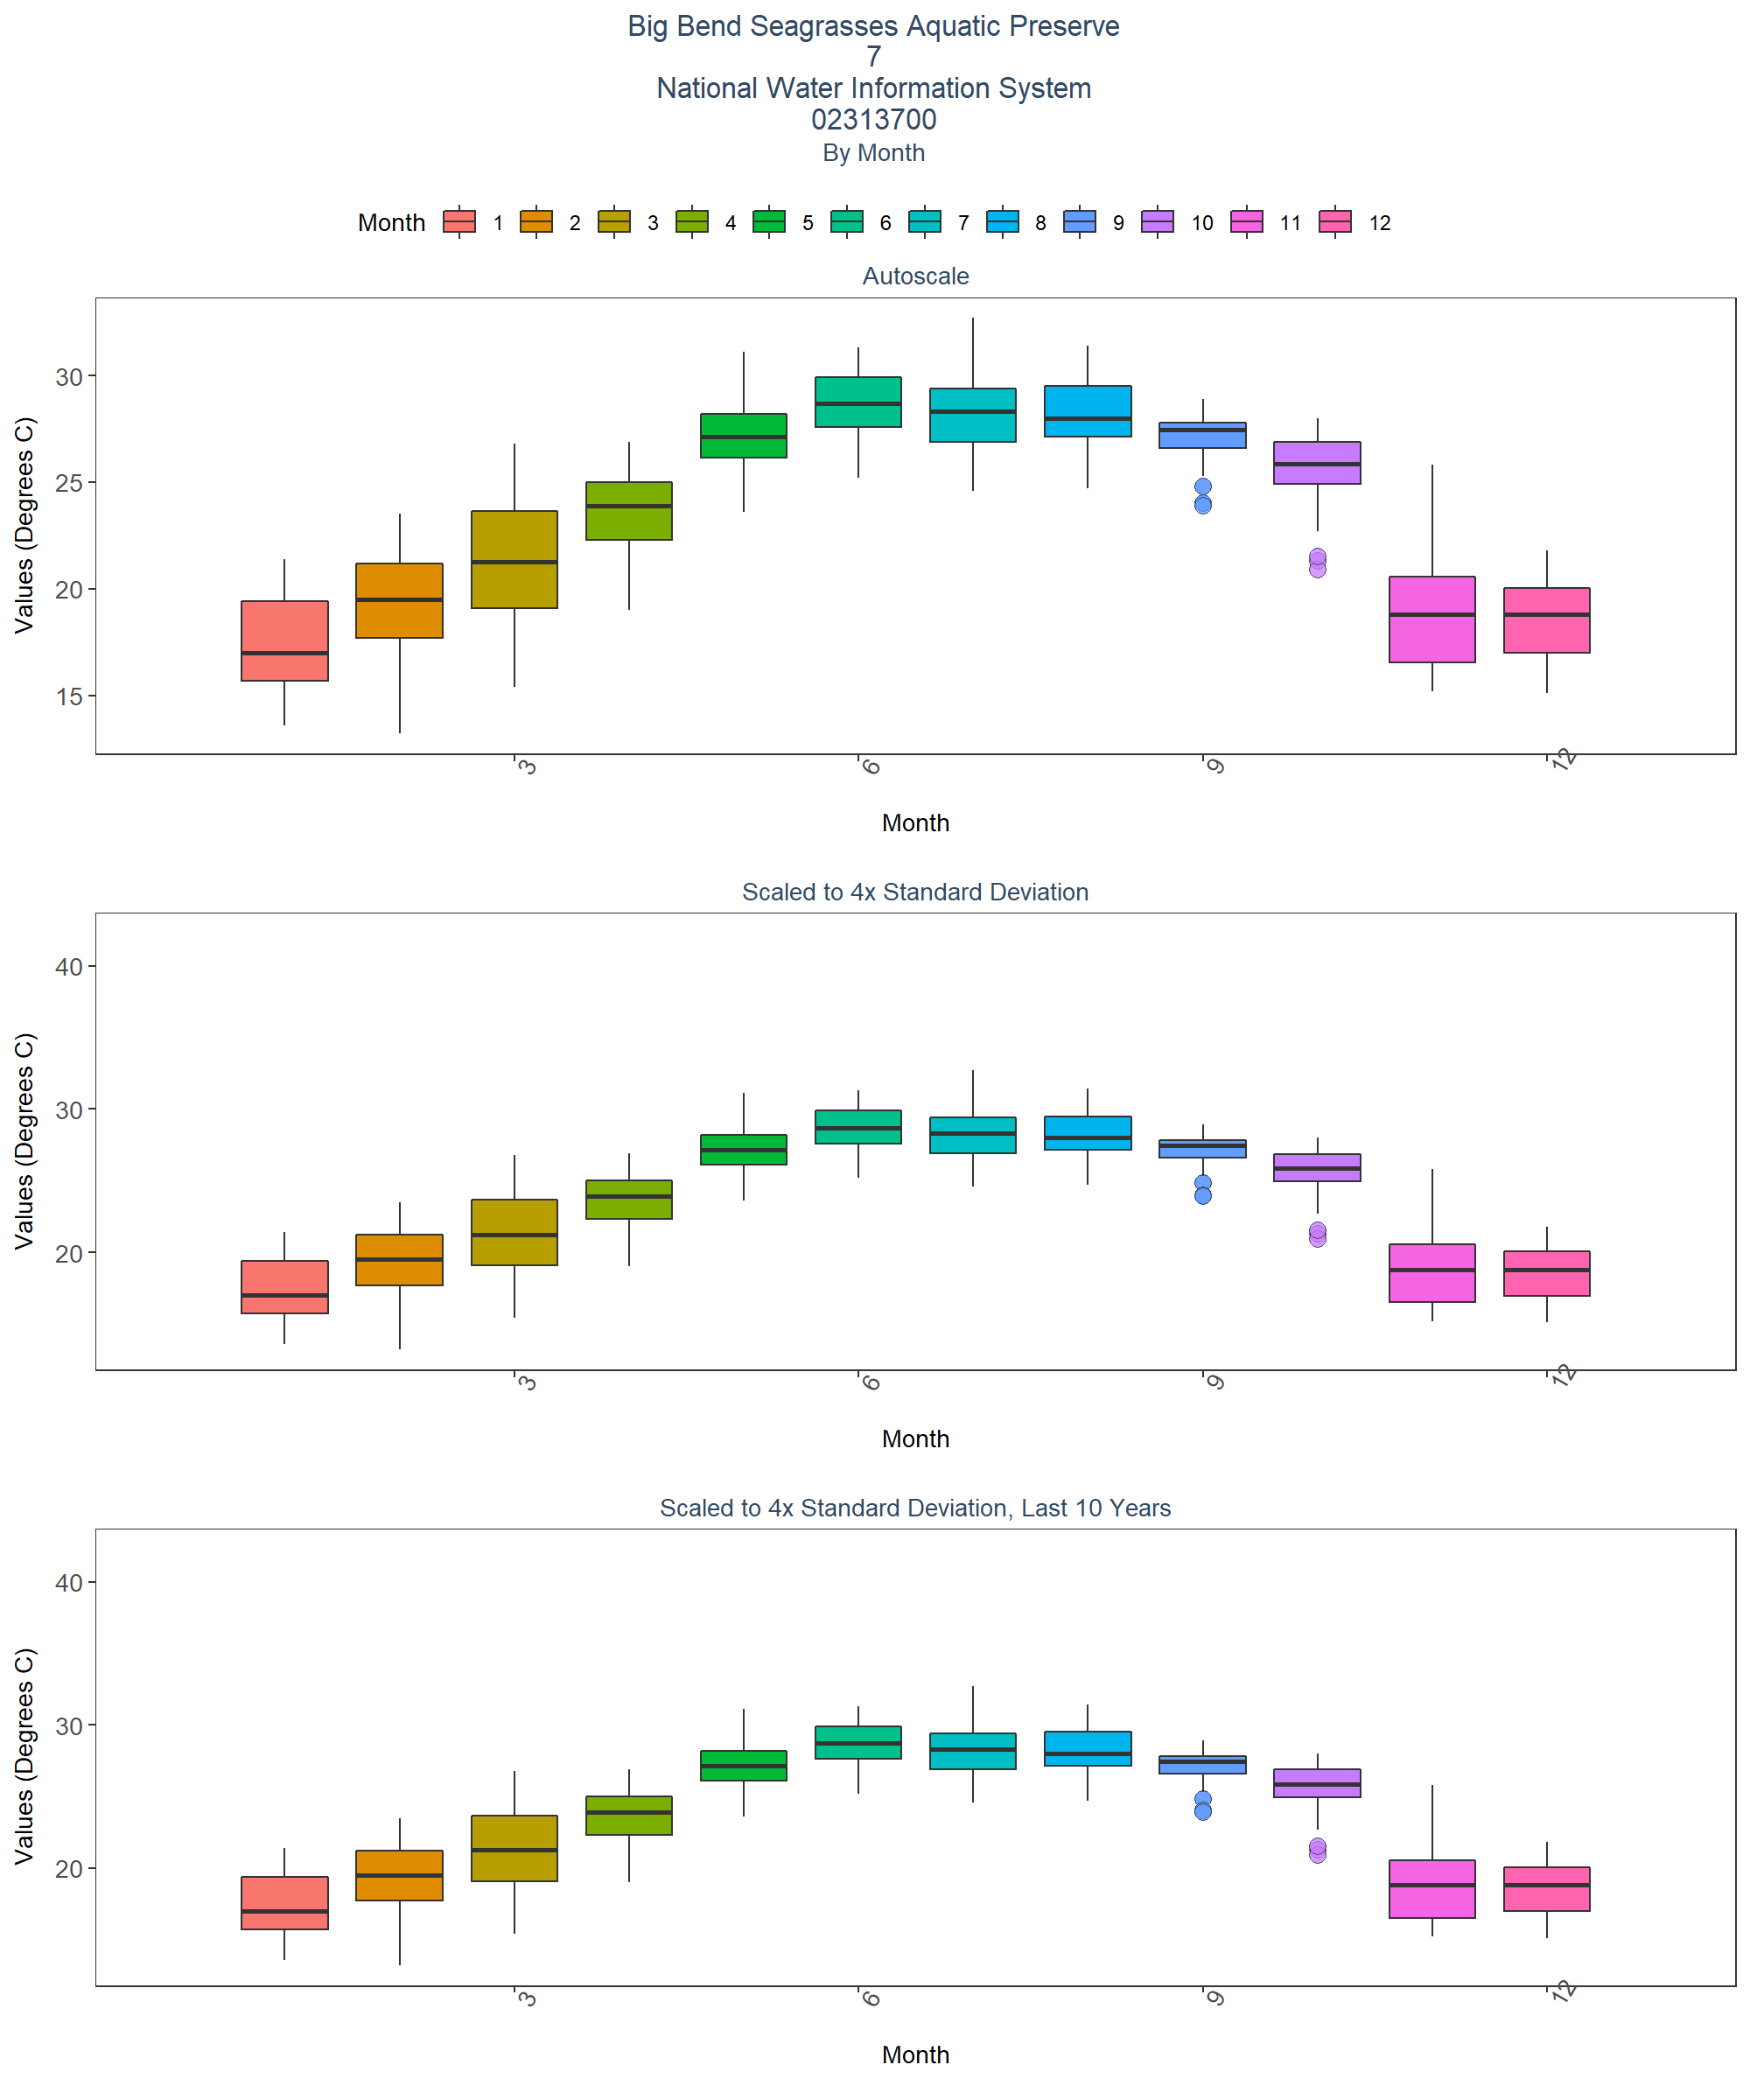 Big Bend Seagrasses Aquatic Preserve
7
National Water Information System
02313700
By Month
Month 1 2 3 4 5 6 7 8 9 10 11 12
Autoscale
Values (Degrees C)
30
25
20
15
3 6 9 12
Month
Scaled to 4x Standard Deviation
Values (Degrees C)
40
30
20
3 6 9 12
Month
Scaled to 4x Standard Deviation, Last 10 Years
Values (Degrees C)
40
30
20
3 6 9 12
Month